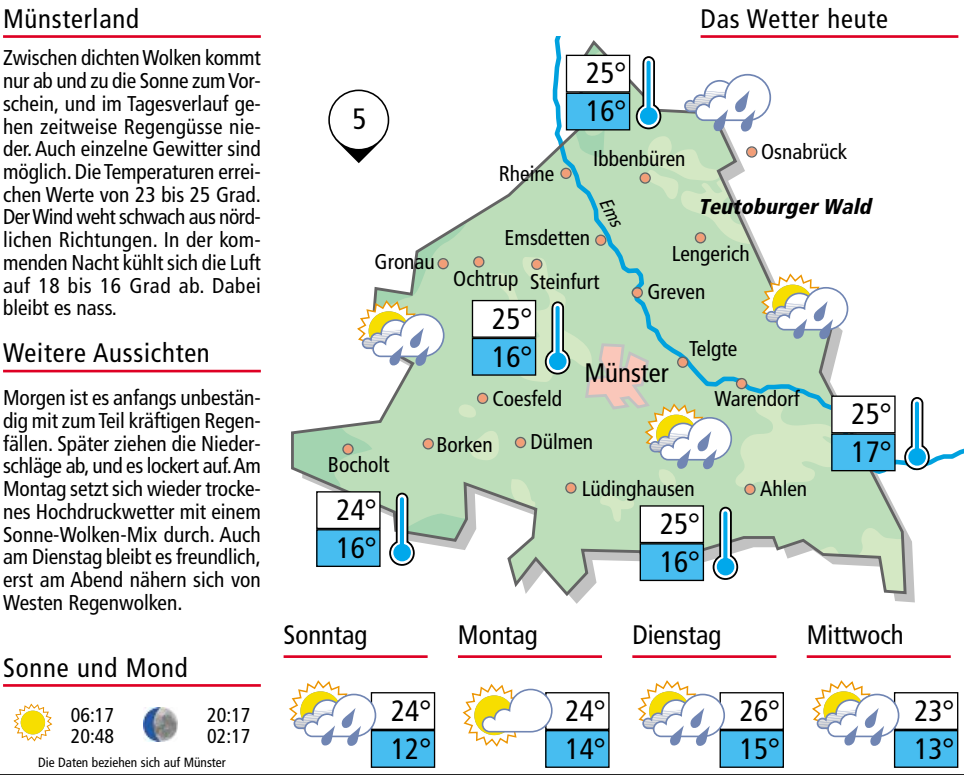 Münsterland
Zwischen dichten Wolken kommt
nur ab und zu die Sonne zum Vor-
schein, und im Tagesverlauf ge-
hen zeitweise Regengüsse nie-
der. Auch einzelne Gewitter sind
möglich. Die Temperaturen errei-
chen Werte von 23 bis 25 Grad.
Der Wind weht schwach aus nörd-
lichen Richtungen. In der kom-
menden Nacht kühlt sich die Luft
auf 18 bis 16 Grad ab. Dabei
bleibt es nass.
Weitere Aussichten
Morgen ist es anfangs unbestän-
dig mit zum Teil kräftigen Regen-
fällen. Später ziehen die Nieder-
schläge ab, und es lockert auf. Am
Montag setzt sich wieder trocke-
nes Hochdruckwetter mit einem
Sonne-Wolken-Mix durch. Auch
am Dienstag bleibt es freundlich,
erst am Abend nähern sich von
Westen Regenwolken.
Sonne und Mond
06:17 20:17
20:48 02:17
Die Daten beziehen sich auf Münster
Das Wetter heute
25°
16°
5
Ibbenbüren
Osnabrück
Rheine
Ems
Teutoburger Wald
Emsdetten
Lengerich
Gronau
Ochtrup
Steinfurt
Greven
25°
16°
Telgte
Münster
Warendorf
Coesfeld
25°
17°
Borken
Dülmen
Bocholt
Lüdinghausen
Ahlen
24°
16°
25°
16°
Sonntag
24°
12°
Montag
24°
14°
Dienstag
26°
15°
Mittwoch
23°
13°